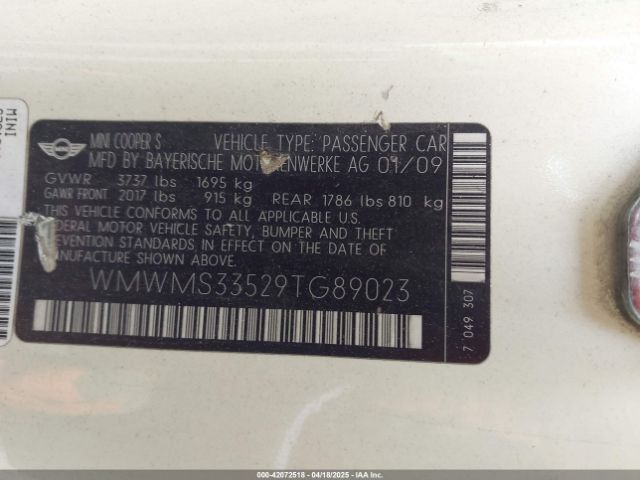 MINI
MINI COOPER S VEHICLE TYPE: PASSENGER CAR
MFD BY BAYERISCHE MOTORENWERKE AG 01/09
GVWR 3737 lbs 1695 kg
GAWR FRONT 2017 lbs 915 kg REAR 1786 lbs 810 kg
THIS VEHICLE CONFORMS TO ALL APPLICABLE U.S.
FEDERAL MOTOR VEHICLE SAFETY, BUMPER AND THEFT
PREVENTION STANDARDS IN EFFECT ON THE DATE OF
MANUFACTURE SHOWN ABOVE.
WMWMS33529TG89023
7 049 307
000-42072518 - 04/18/2025 - IAAI.com